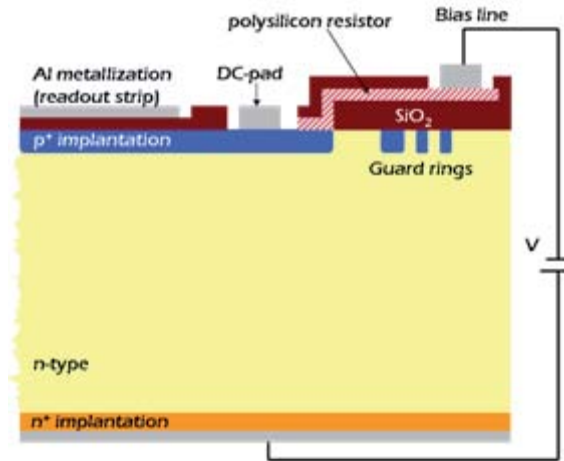 Bias line
polysilicon resistor
Al metallization
(readout strip)
DC-pad
SiO₂
p⁺ implantation
Guard rings
V
n-type
n⁺ implantation